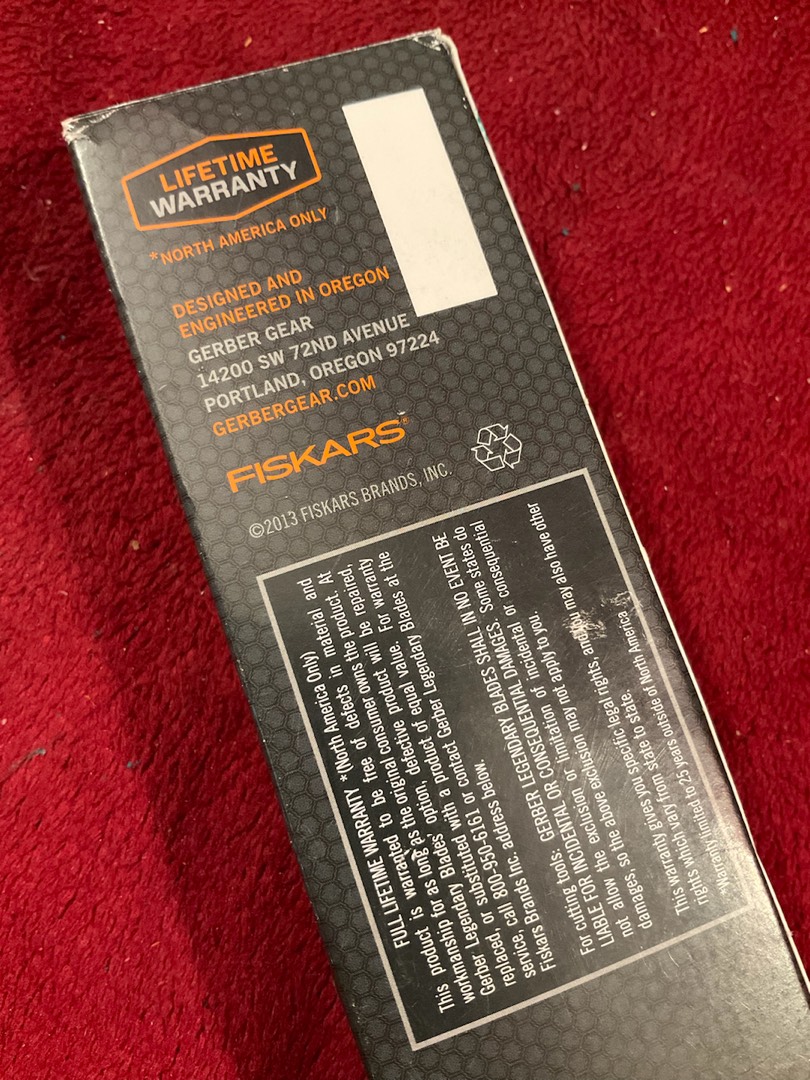 LIFETIME
WARRANTY
*NORTH AMERICA ONLY
DESIGNED AND
ENGINEERED IN OREGON
GERBER GEAR
14200 SW 72ND AVENUE
PORTLAND, OREGON 97224
GERBERGEAR.COM
FISKARS®
©2013 FISKARS BRANDS, INC.
FULL LIFETIME WARRANTY *(North America Only)
This product is warranted to be free of defects in material and
workmanship for as long as the original consumer owns the product. At
Gerber Legendary Blades' option, defective product will be repaired,
replaced, or substituted with a product of equal value. For warranty
service, call 800-950-6161 or contact Gerber Legendary Blades at the
Fiskars Brands Inc. address below.
For cutting tools: GERBER LEGENDARY BLADES SHALL IN NO EVENT BE
LIABLE FOR INCIDENTAL OR CONSEQUENTIAL DAMAGES. Some states do
not allow the exclusion or limitation of incidental or consequential
damages, so the above exclusion may not apply to you.
This warranty gives you specific legal rights, and you may also have other
rights which vary from state to state.
*Warranty limited to 25 years outside of North America